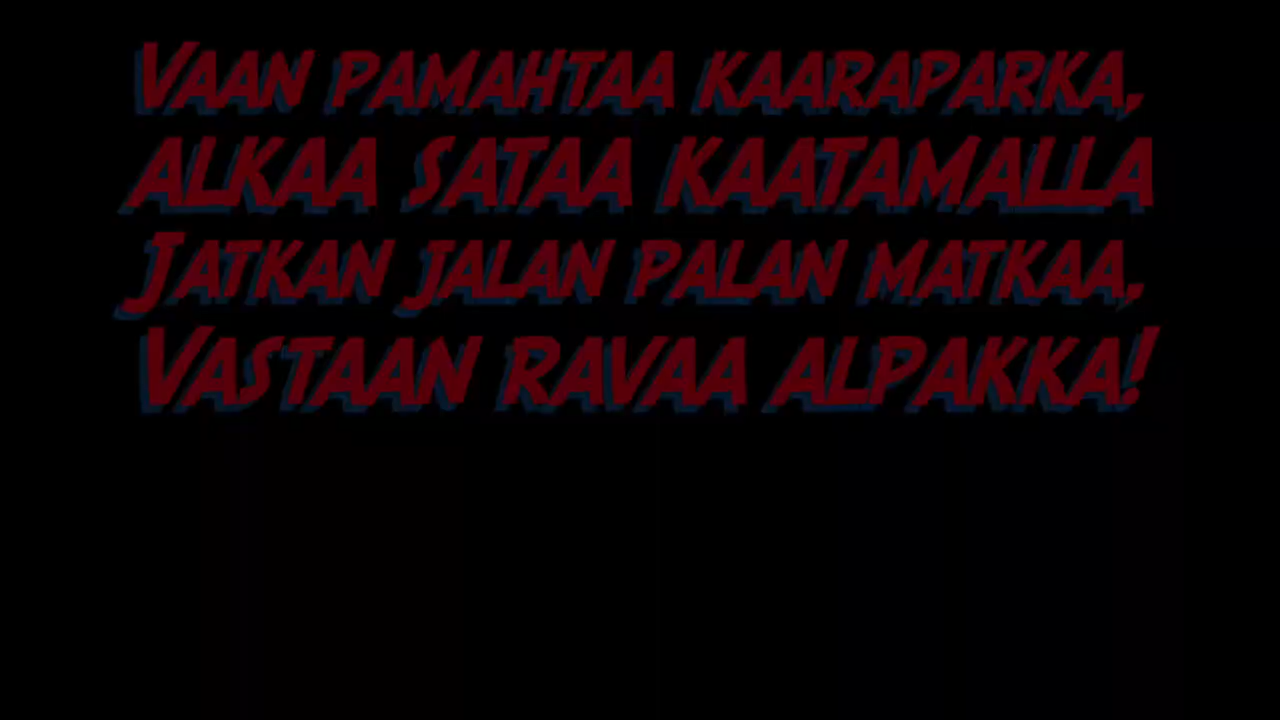 Vaan pamahtaa kaaraparka,
alkaa sataa kaatamalla
Jatkan jalan palan matkaa,
Vastaan ravaa alpakka!